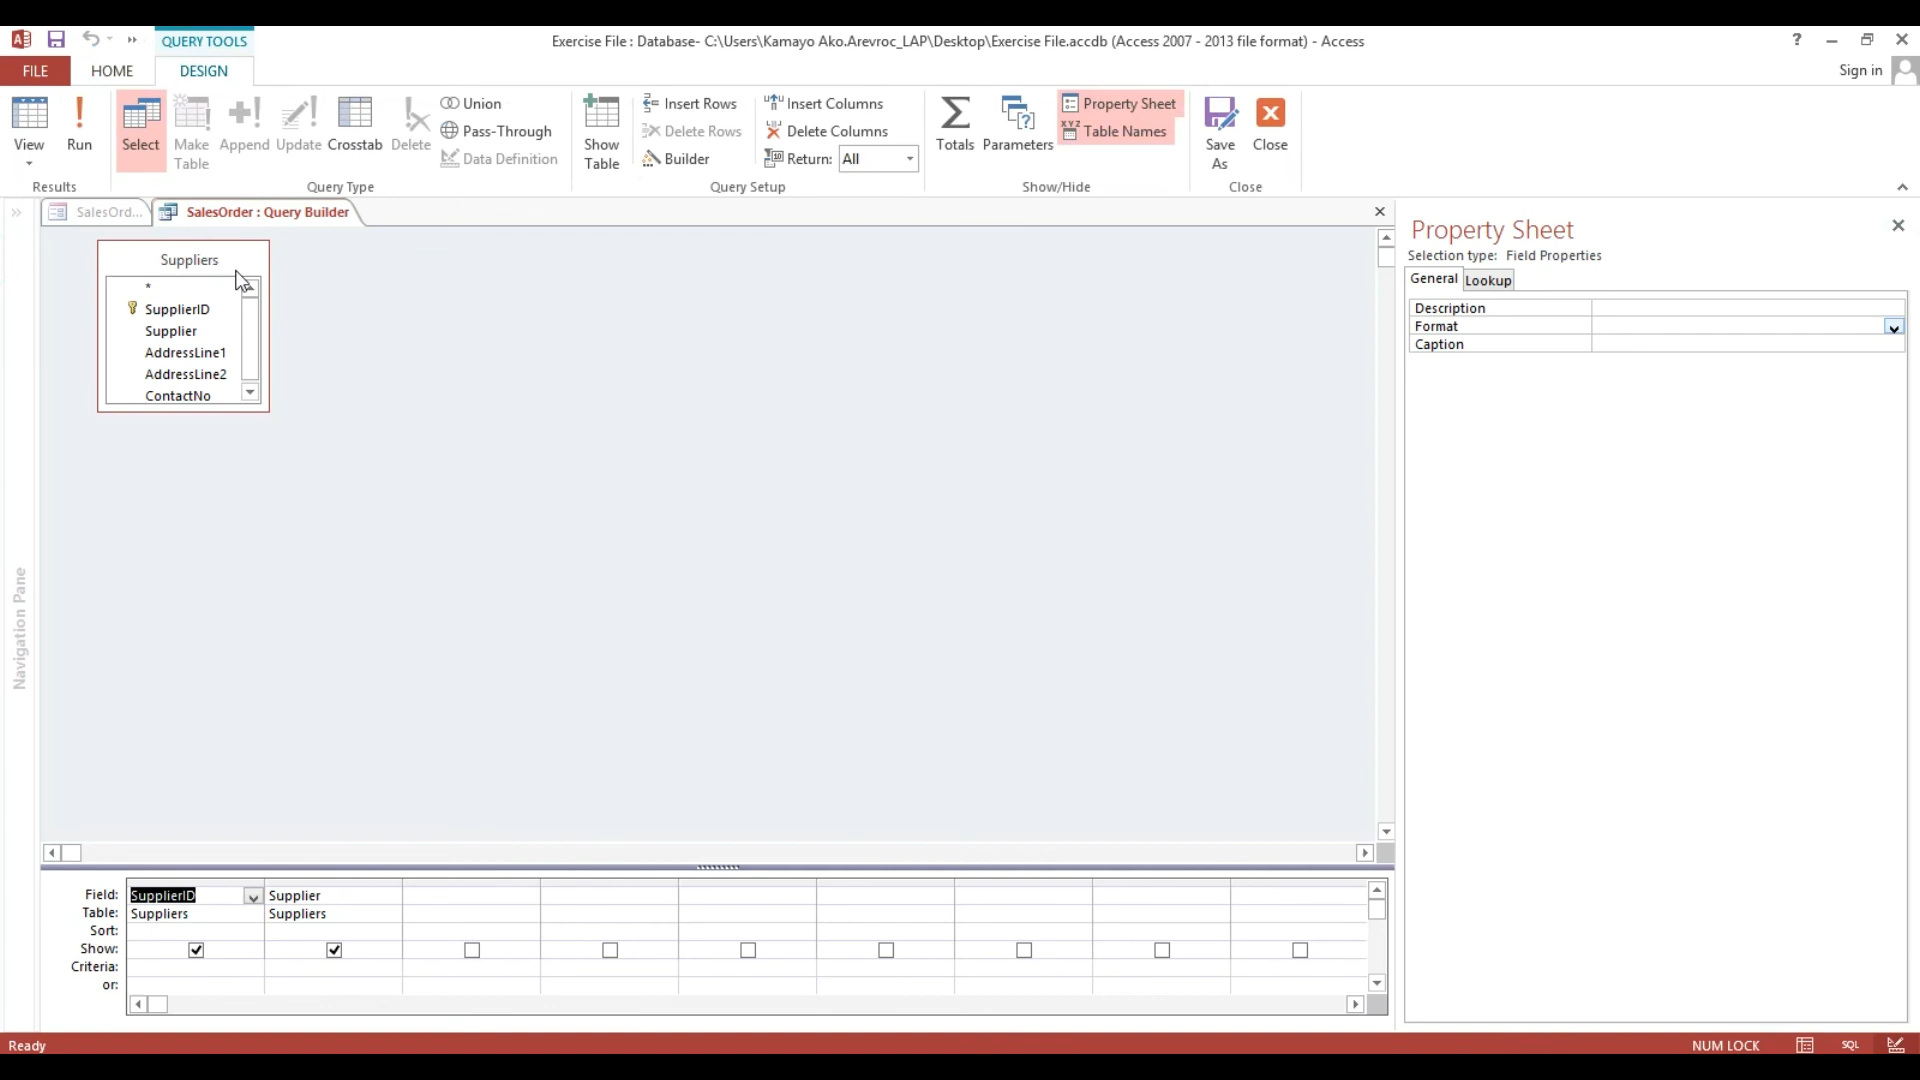 QUERY TOOLS
Exercise File : Database- C:\Users\Kamayo Ako.Arevroc_LAP\Desktop\Exercise File.accdb (Access 2007 - 2013 file format) - Access
?
FILE
HOME
DESIGN
Sign in
View
Run
Select
Make Table
Append
Update
Crosstab
Delete
Union
Pass-Through
Data Definition
Show Table
Insert Rows
Delete Rows
Builder
Insert Columns
Delete Columns
Return: All
Totals
Parameters
Property Sheet
Table Names
Save As
Close
Results
Query Type
Query Setup
Show/Hide
Close
SalesOrd...
SalesOrder : Query Builder
Suppliers
*
SupplierID
Supplier
AddressLine1
AddressLine2
ContactNo
Property Sheet
Selection type: Field Properties
General
Lookup
Description
Format
Caption
Navigation Pane
Field: SupplierID Supplier
Table: Suppliers Suppliers
Sort:
Show:
Criteria:
or:
Ready
NUM LOCK
SQL